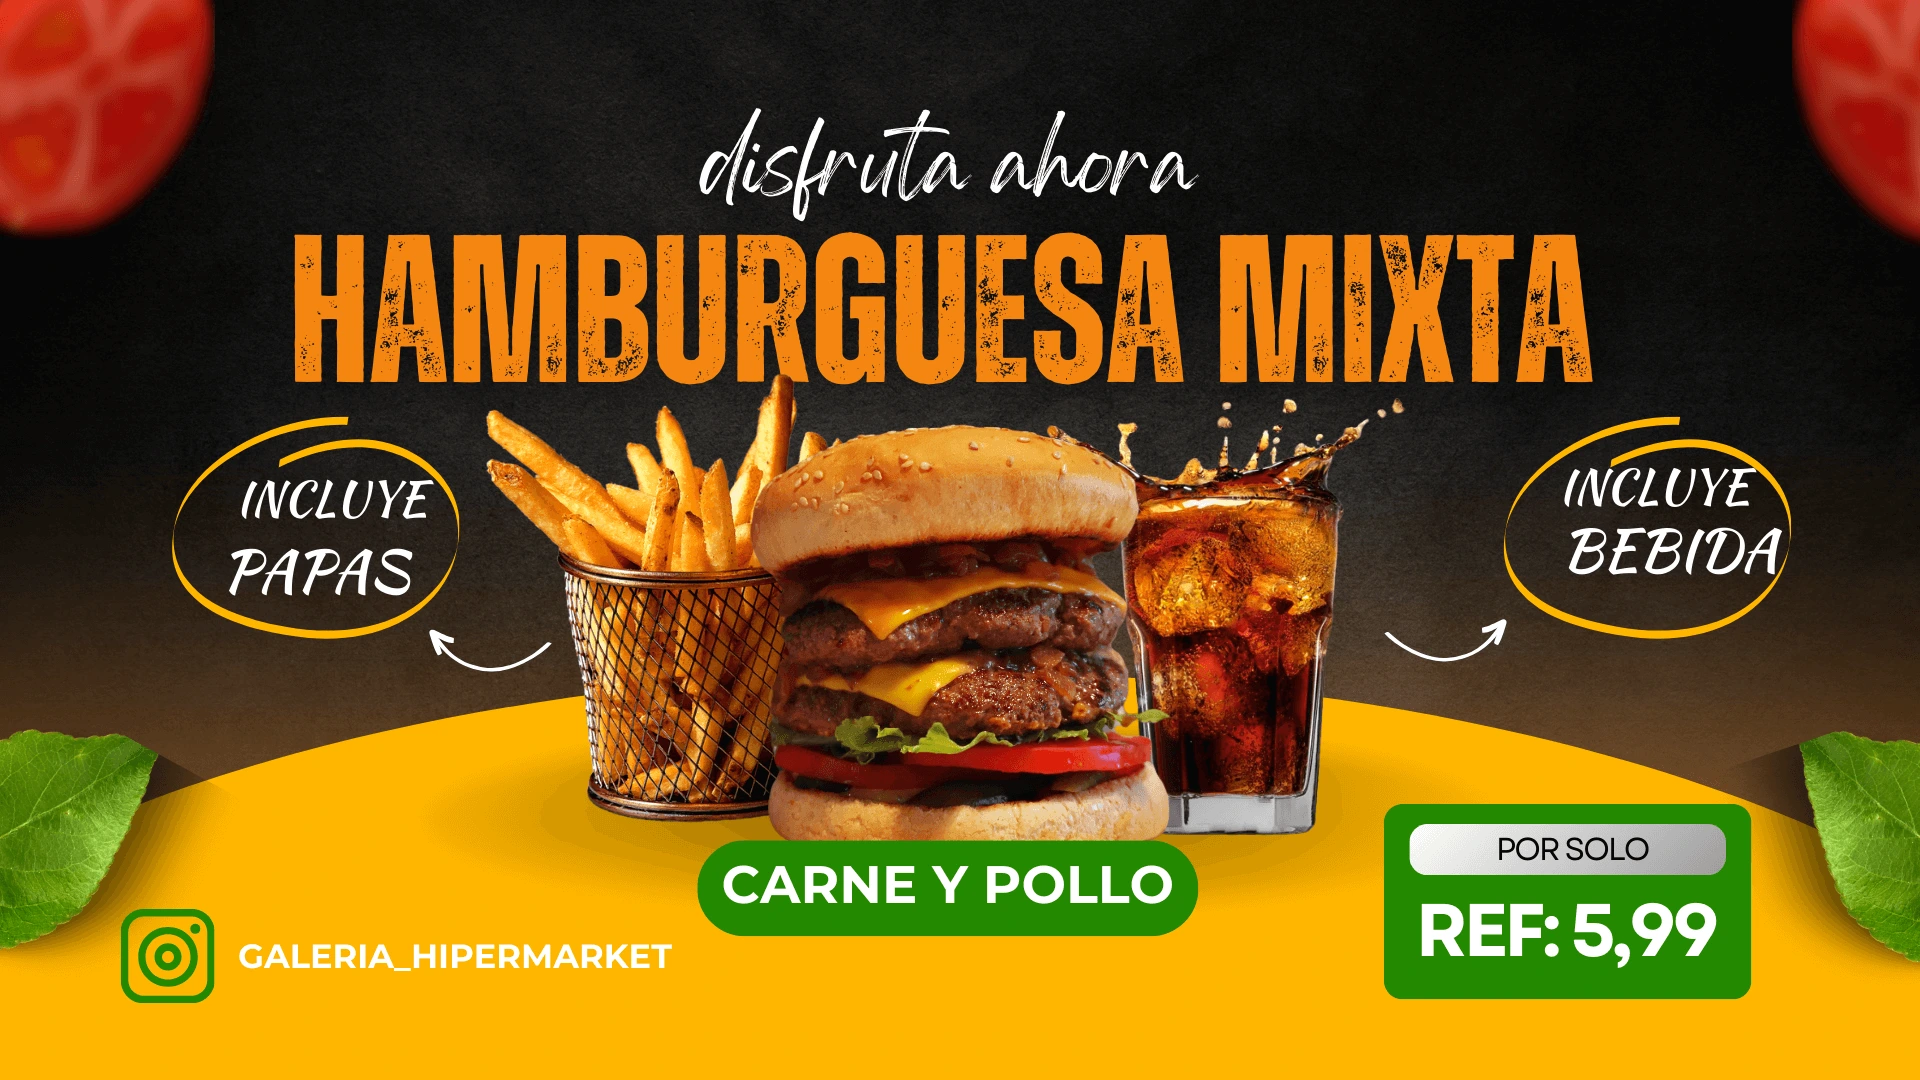 disfruta ahora
HAMBURGUESA MIXTA
INCLUYE
PAPAS
INCLUYE
BEBIDA
CARNE Y POLLO
POR SOLO
REF: 5,99
GALERIA_HIPERMARKET